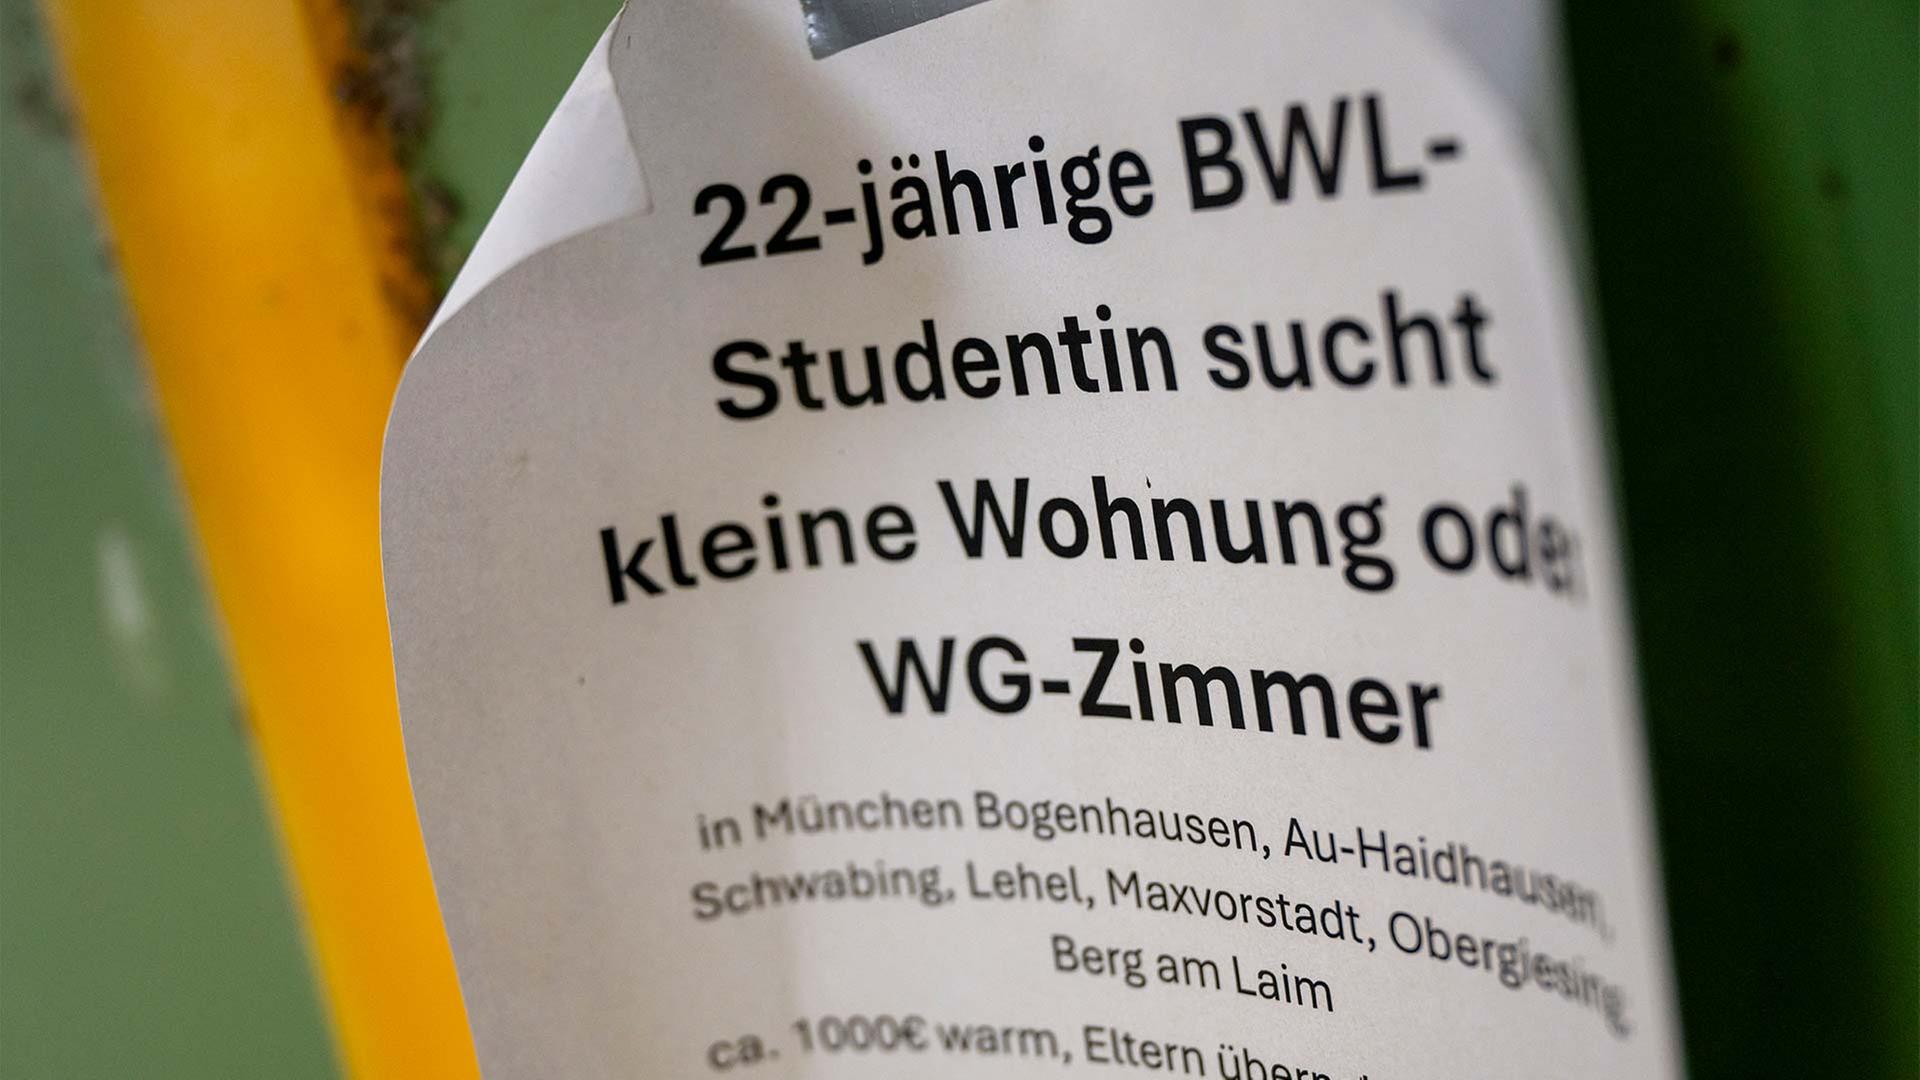 22-jährige BWL-
Studentin sucht
kleine Wohnung oder
WG-Zimmer
in München Bogenhausen, Au-Haidhausen,
Schwabing, Lehel, Maxvorstadt, Obergiesing,
Berg am Laim
ca. 1000€ warm, Eltern